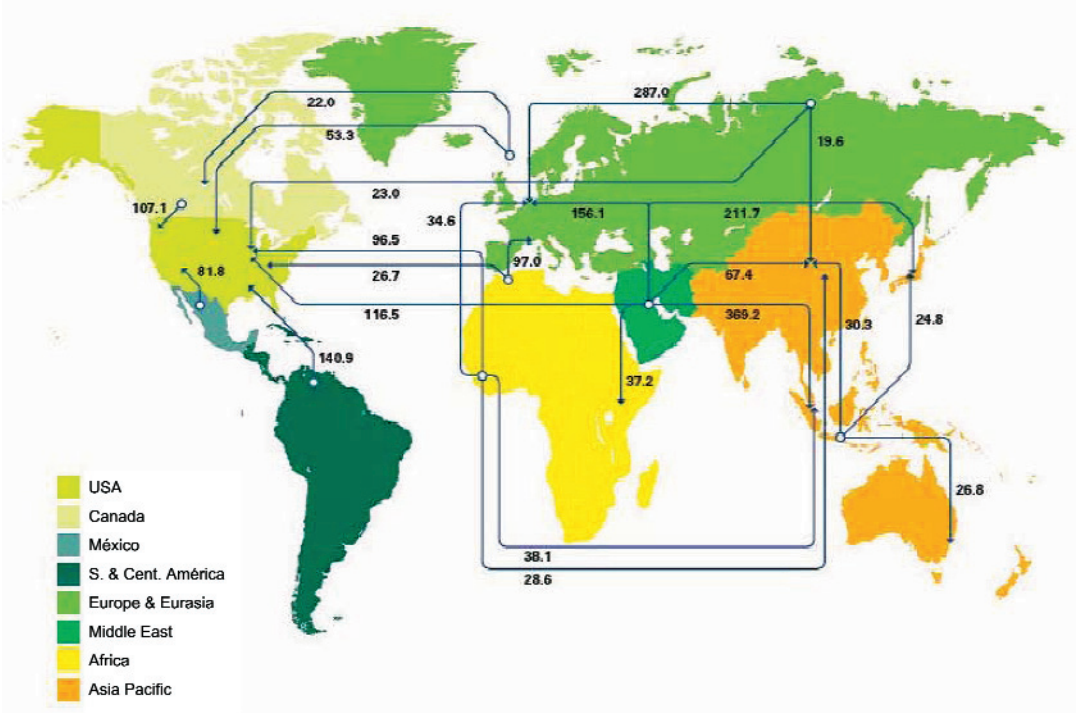 287.0
22.0
53.3
19.6
23.0
107.1
34.6
156.1
211.7
96.5
97.0
81.8
26.7
67.4
116.5
369.2
30.3
24.8
140.9
37.2
26.8
38.1
28.6
USA
Canada
México
S. & Cent. América
Europe & Eurasia
Middle East
Africa
Asia Pacific